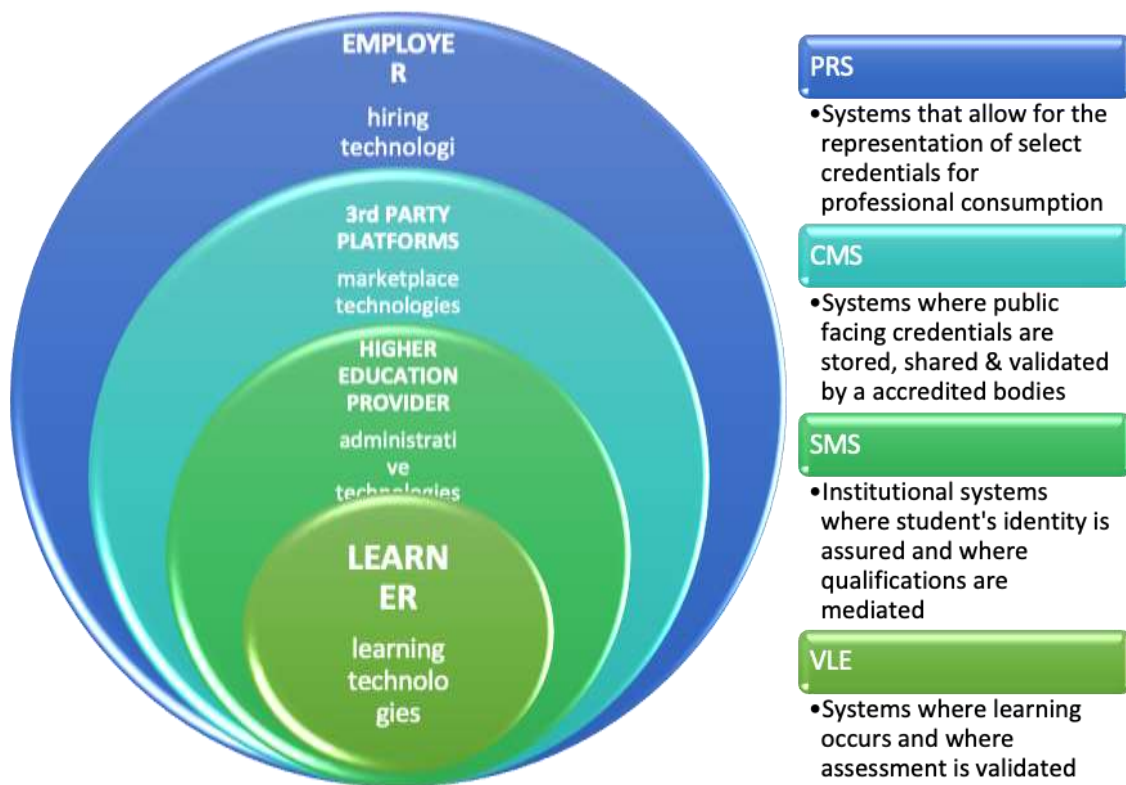 EMPLOYE
R
hiring
technologi
3rd PARTY
PLATFORMS
marketplace
technologies
HIGHER
EDUCATION
PROVIDER
administrati
ve
technologies
LEARN
ER
learning
technolo
gies
PRS
•Systems that allow for the
representation of select
credentials for
professional consumption
CMS
•Systems where public
facing credentials are
stored, shared & validated
by a accredited bodies
SMS
•Institutional systems
where student's identity is
assured and where
qualifications are
mediated
VLE
•Systems where learning
occurs and where
assessment is validated